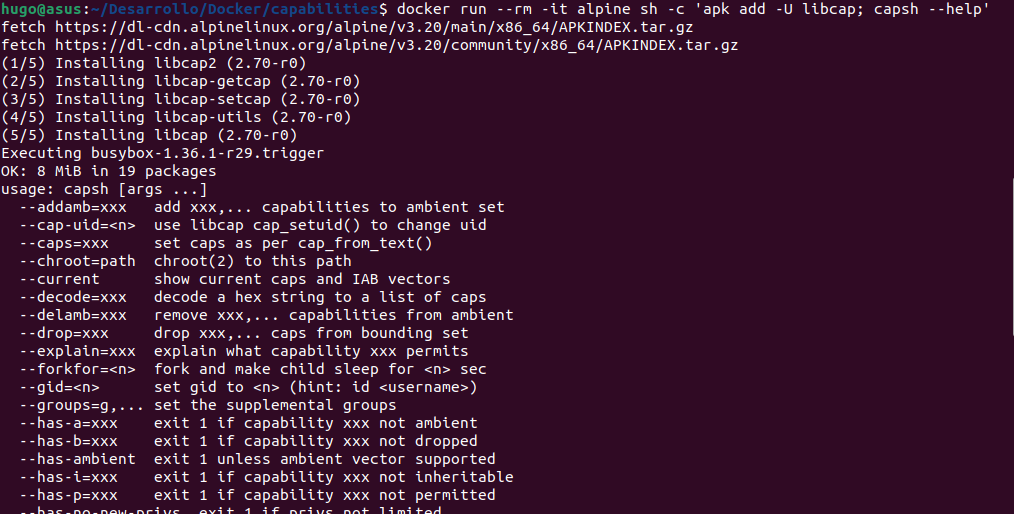 hugo@asus:~/Desarrollo/Docker/capabilities$ docker run --rm -it alpine sh -c 'apk add -U libcap; capsh --help'
fetch https://dl-cdn.alpinelinux.org/alpine/v3.20/main/x86_64/APKINDEX.tar.gz
fetch https://dl-cdn.alpinelinux.org/alpine/v3.20/community/x86_64/APKINDEX.tar.gz
(1/5) Installing libcap2 (2.70-r0)
(2/5) Installing libcap-getcap (2.70-r0)
(3/5) Installing libcap-setcap (2.70-r0)
(4/5) Installing libcap-utils (2.70-r0)
(5/5) Installing libcap (2.70-r0)
Executing busybox-1.36.1-r29.trigger
OK: 8 MiB in 19 packages
usage: capsh [args ...]
  --addamb=xxx   add xxx,... capabilities to ambient set
  --cap-uid=<n>  use libcap cap_setuid() to change uid
  --caps=xxx     set caps as per cap_from_text()
  --chroot=path  chroot(2) to this path
  --current      show current caps and IAB vectors
  --decode=xxx   decode a hex string to a list of caps
  --delamb=xxx   remove xxx,... capabilities from ambient
  --drop=xxx     drop xxx,... caps from bounding set
  --explain=xxx  explain what capability xxx permits
  --forkfor=<n>  fork and make child sleep for <n> sec
  --gid=<n>      set gid to <n> (hint: id <username>)
  --groups=g,... set the supplemental groups
  --has-a=xxx    exit 1 if capability xxx not ambient
  --has-b=xxx    exit 1 if capability xxx not dropped
  --has-ambient  exit 1 unless ambient vector supported
  --has-i=xxx    exit 1 if capability xxx not inheritable
  --has-p=xxx    exit 1 if capability xxx not permitted
  --has-no-new-privs  exit 1 if privs not limited